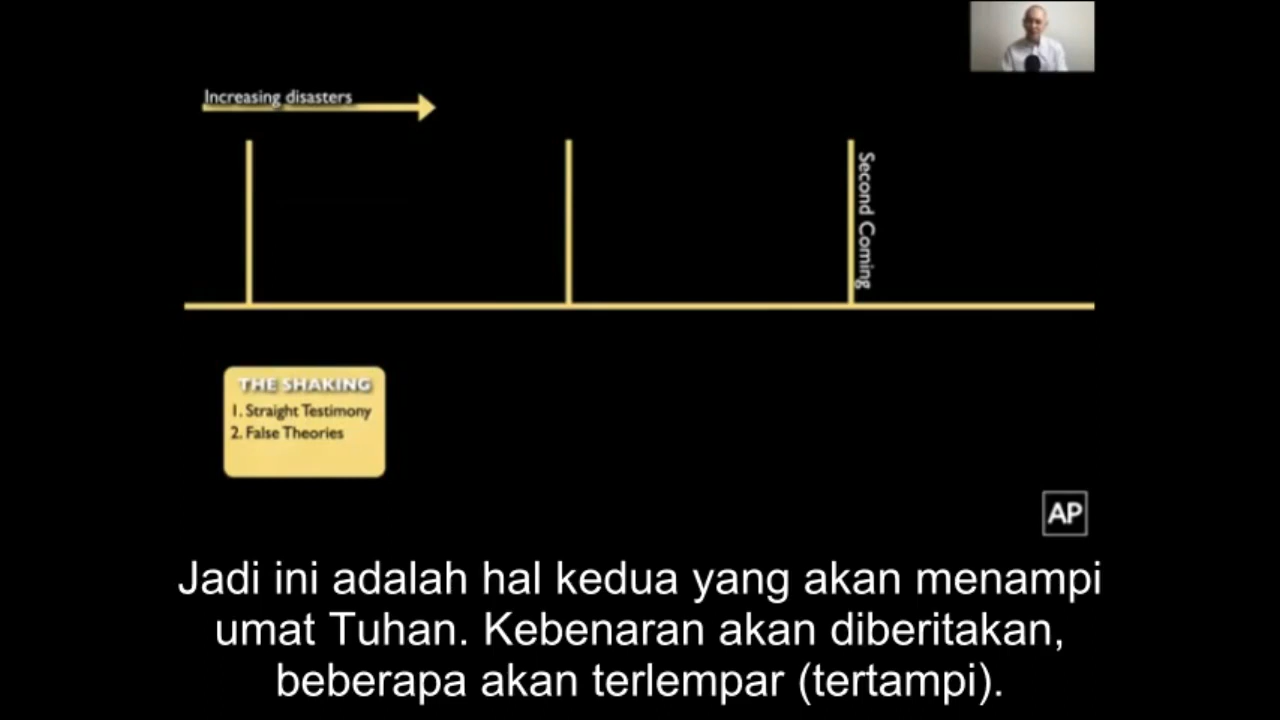 Increasing disasters
Second Coming
THE SHAKING
1. Straight Testimony
2. False Theories
AP
Jadi ini adalah hal kedua yang akan menampi
umat Tuhan. Kebenaran akan diberitakan,
beberapa akan terlempar (tertampi).